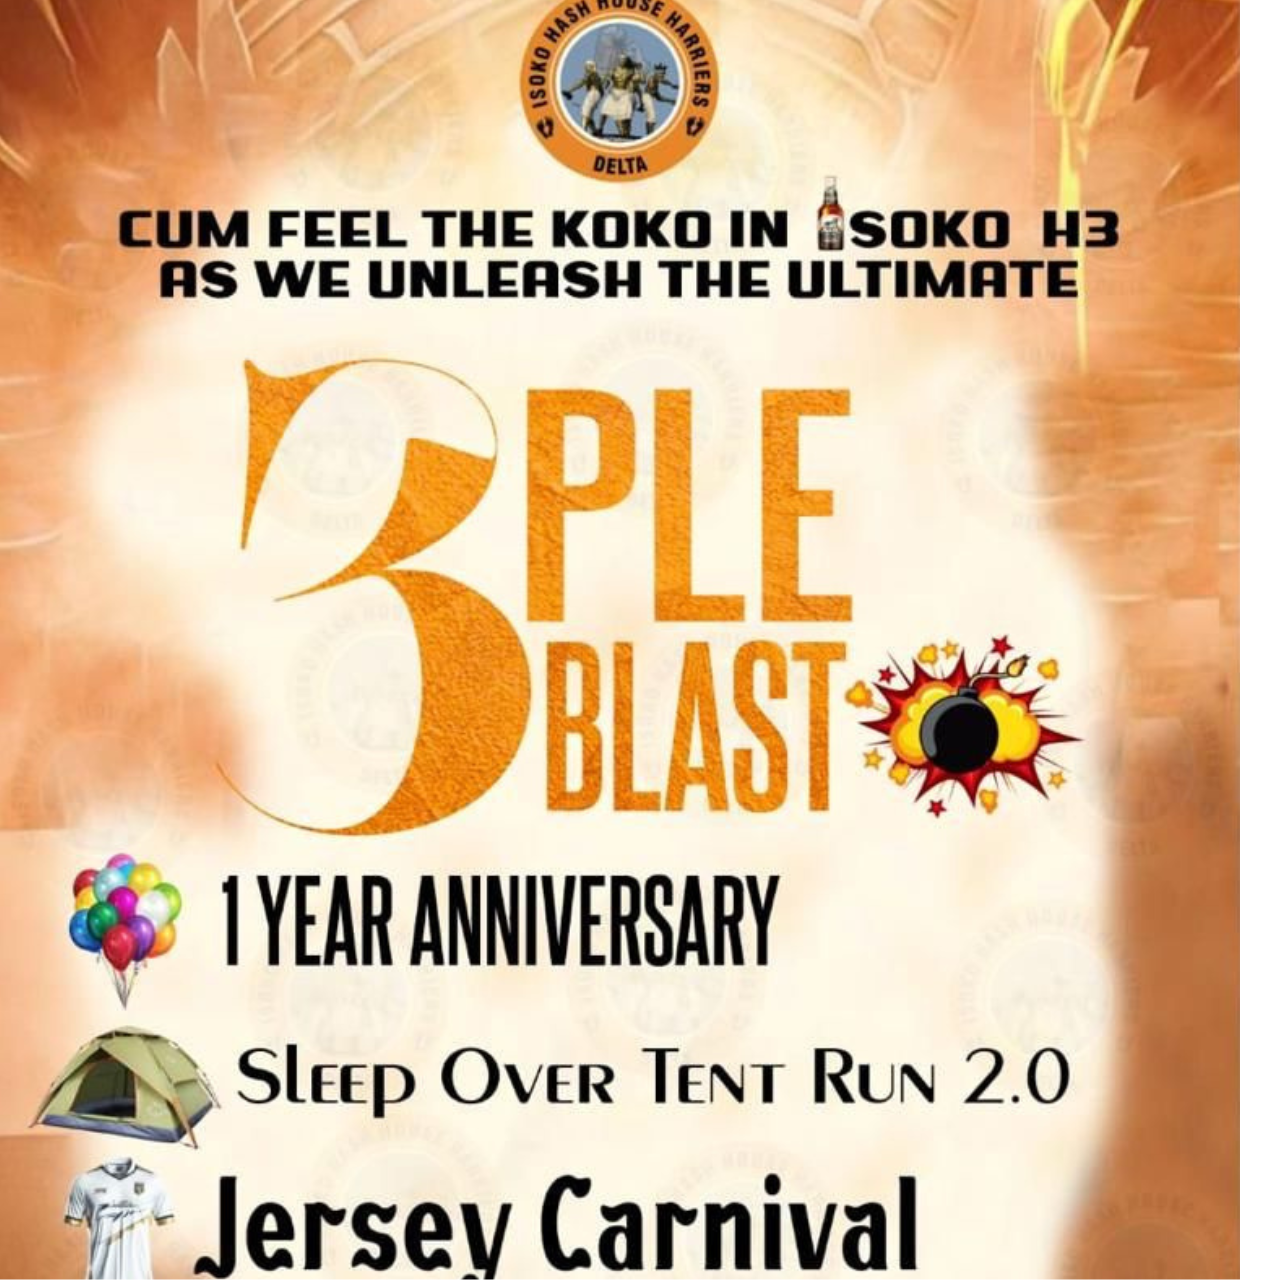 ISOKO HASH HOUSE HARRIERS
DELTA
CUM FEEL THE KOKO IN ISOKO H3
AS WE UNLEASH THE ULTIMATE
3PLE
BLAST
1 YEAR ANNIVERSARY
SLEEP OVER TENT RUN 2.0
Jersey Carnival